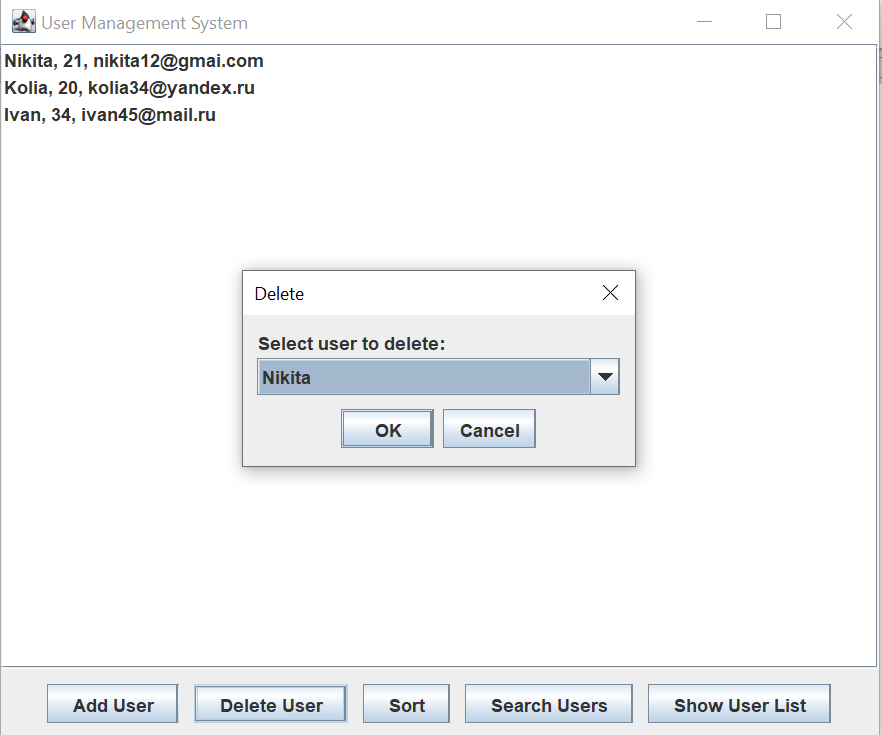 User Management System
Nikita, 21, nikita12@gmai.com
Kolia, 20, kolia34@yandex.ru
Ivan, 34, ivan45@mail.ru
Delete
Select user to delete:
Nikita
OK Cancel
Add User Delete User Sort Search Users Show User List